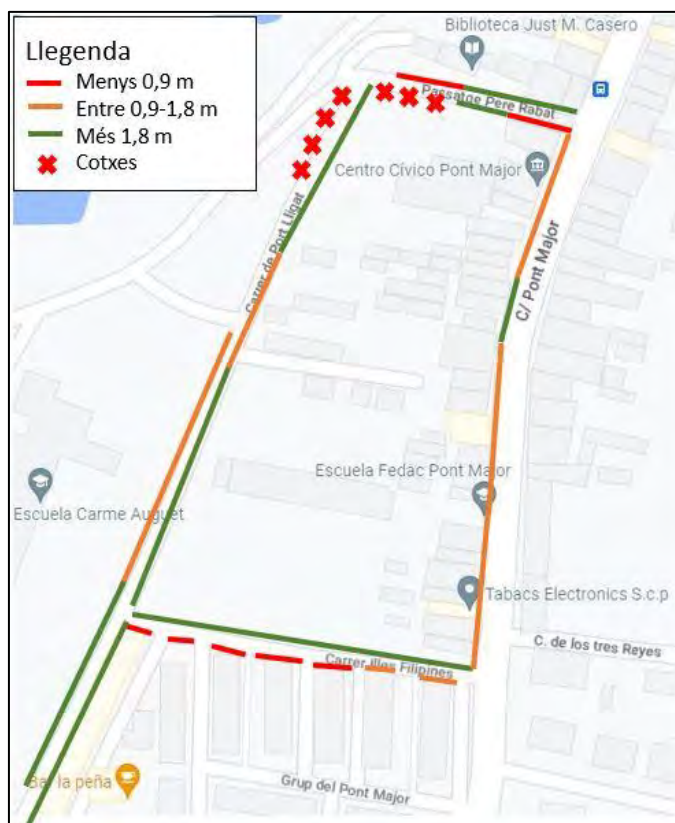 Llegenda
Menys 0,9 m
Entre 0,9-1,8 m
Més 1,8 m
Cotxes
Biblioteca Just M. Casero
Passatge Pere Rabal
Centro Cívico Pont Major
Carrer de Port Lligat
C/ Pont Major
Escuela Fedac Pont Major
Escuela Carme Auguet
Tabacs Electronics S.c.p
C. de los tres Reyes
Carrer Illes Filipines
Bar la peña
Grup del Pont Major